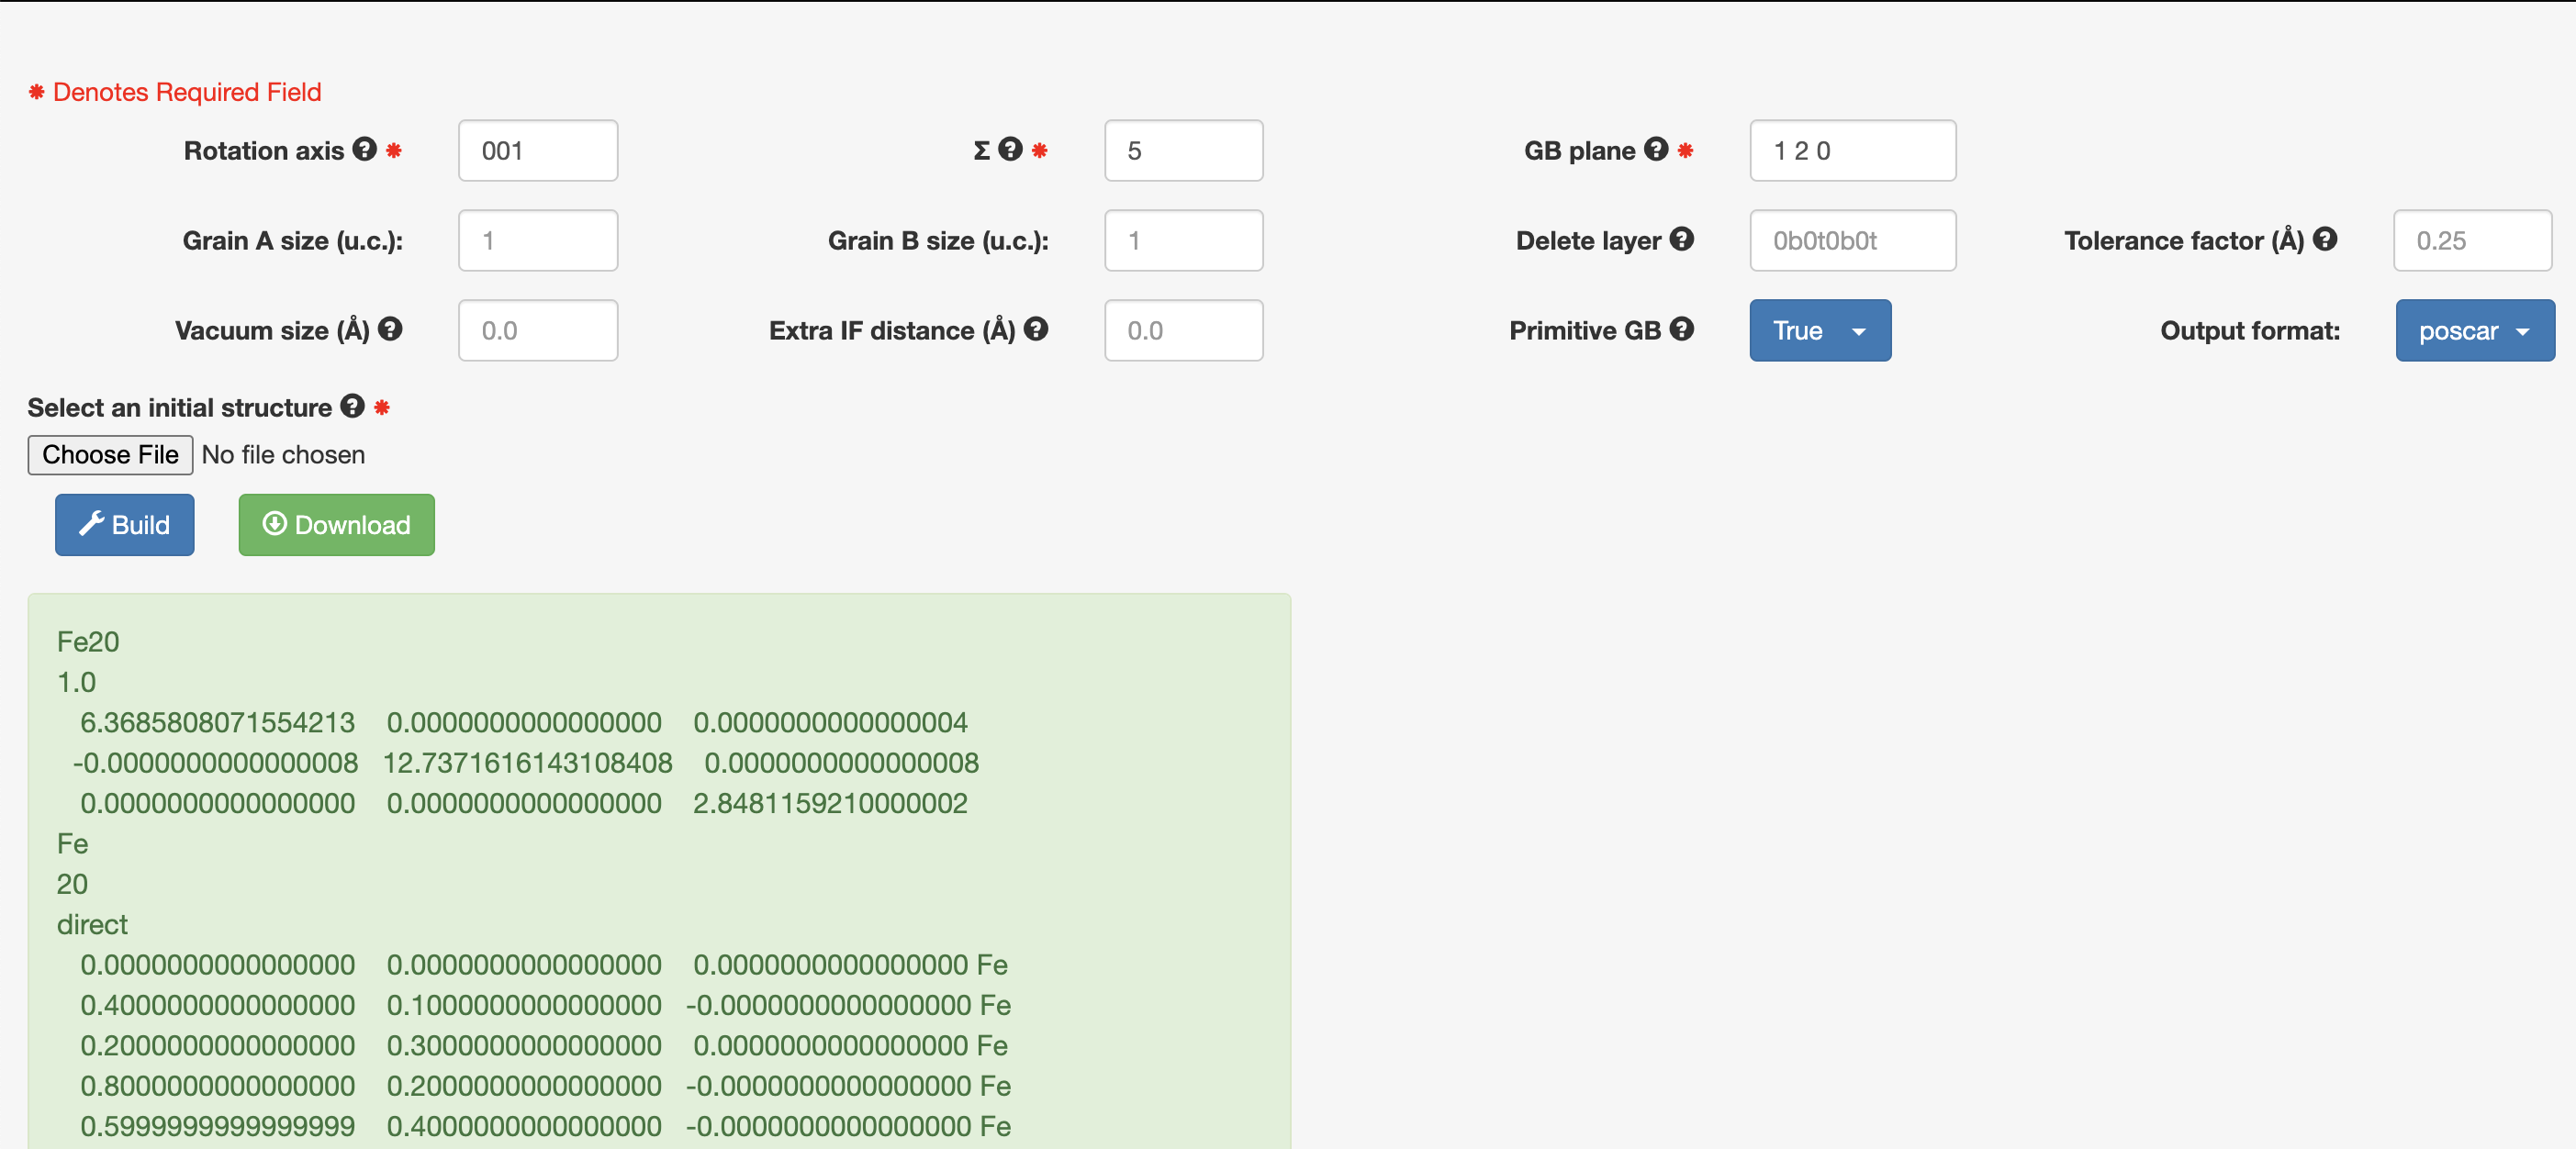 * Denotes Required Field
Rotation axis ? * 001 Σ ? * 5 GB plane ? * 1 2 0
Grain A size (u.c.): 1 Grain B size (u.c.): 1 Delete layer ? 0b0t0b0t Tolerance factor (Å) ? 0.25
Vacuum size (Å) ? 0.0 Extra IF distance (Å) ? 0.0 Primitive GB ? True Output format: poscar
Select an initial structure ? *
Choose File No file chosen
Build Download
Fe20
1.0
6.3685808071554213 0.0000000000000000 0.0000000000000004
-0.0000000000000008 12.7371616143108408 0.0000000000000008
0.0000000000000000 0.0000000000000000 2.8481159210000002
Fe
20
direct
0.0000000000000000 0.0000000000000000 0.0000000000000000 Fe
0.4000000000000000 0.1000000000000000 -0.0000000000000000 Fe
0.2000000000000000 0.3000000000000000 0.0000000000000000 Fe
0.8000000000000000 0.2000000000000000 -0.0000000000000000 Fe
0.5999999999999999 0.4000000000000000 -0.0000000000000000 Fe